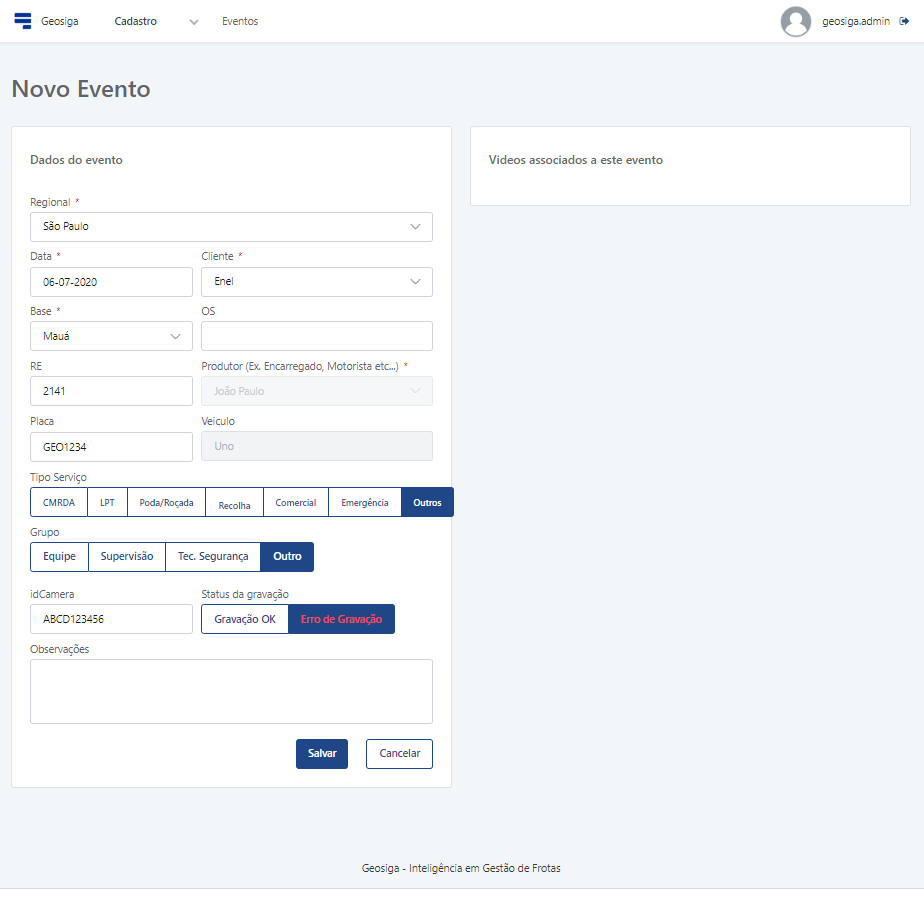 Geosiga Cadastro Eventos geosiga.admin
Novo Evento
Dados do evento
Regional *
São Paulo
Data * Cliente *
06-07-2020 Enel
Base * OS
Mauá
RE Produtor (Ex. Encarregado, Motorista etc...) *
2141 João Paulo
Placa Veículo
GEO1234 Uno
Tipo Serviço
CMRDA LPT Poda/Roçada Recolha Comercial Emergência Outros
Grupo
Equipe Supervisão Tec. Segurança Outro
idCamera Status da gravação
ABCD123456 Gravação OK Erro de Gravação
Observações
Salvar Cancelar
Videos associados a este evento
Geosiga - Inteligência em Gestão de Frotas